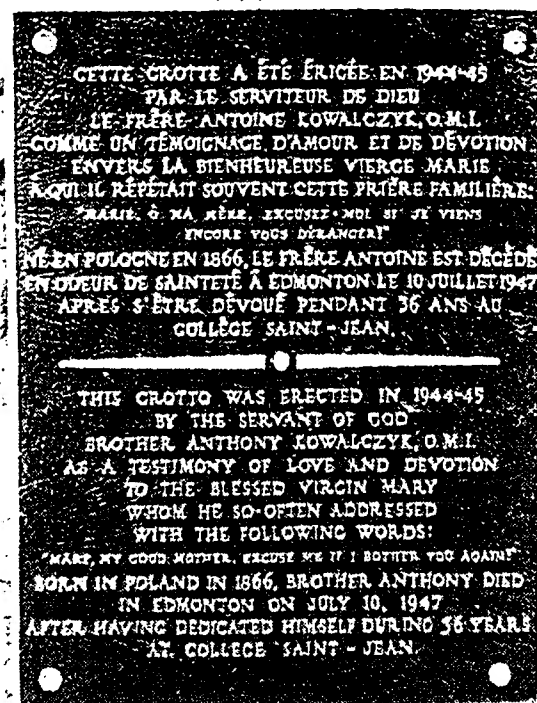 CETTE GROTTE A ÉTÉ ÉRIGÉE EN 1944-45
PAR LE SERVITEUR DE DIEU
LE FRÈRE ANTOINE KOWALCZYK, O.M.I.
COMME UN TÉMOIGNAGE D'AMOUR ET DE DÉVOTION
ENVERS LA BIENHEUREUSE VIERGE MARIE
À QUI IL RÉPÉTAIT SOUVENT CETTE PRIÈRE FAMILIÈRE:
"MARIE, Ô MA MÈRE, EXCUSEZ-MOI SI JE VIENS
ENCORE VOUS DÉRANGER!"
NÉ EN POLOGNE EN 1866, LE FRÈRE ANTOINE EST DÉCÉDÉ
EN ODEUR DE SAINTETÉ À EDMONTON LE 10 JUILLET 1947
APRÈS S'ÊTRE DÉVOUÉ PENDANT 36 ANS AU
COLLÈGE SAINT-JEAN.
THIS GROTTO WAS ERECTED IN 1944-45
BY THE SERVANT OF GOD
BROTHER ANTHONY KOWALCZYK, O.M.I.
AS A TESTIMONY OF LOVE AND DEVOTION
TO THE BLESSED VIRGIN MARY
WHOM HE SO OFTEN ADDRESSED
WITH THE FOLLOWING WORDS:
"MARY, MY GOOD MOTHER, EXCUSE ME IF I BOTHER YOU AGAIN!"
BORN IN POLAND IN 1866, BROTHER ANTHONY DIED
IN EDMONTON ON JULY 10, 1947
AFTER HAVING DEDICATED HIMSELF DURING 36 YEARS
AT COLLEGE SAINT-JEAN.